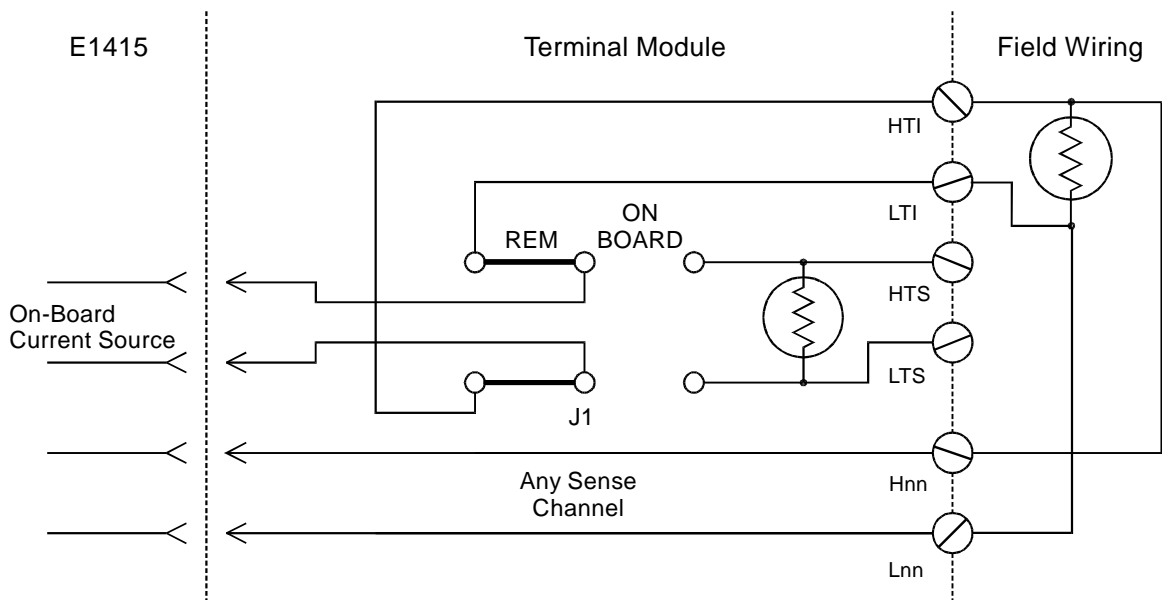 E1415
Terminal Module
Field Wiring
HTI
LTI
ON
BOARD
REM
HTS
On-Board
Current Source
LTS
J1
Any Sense
Channel
Hnn
Lnn